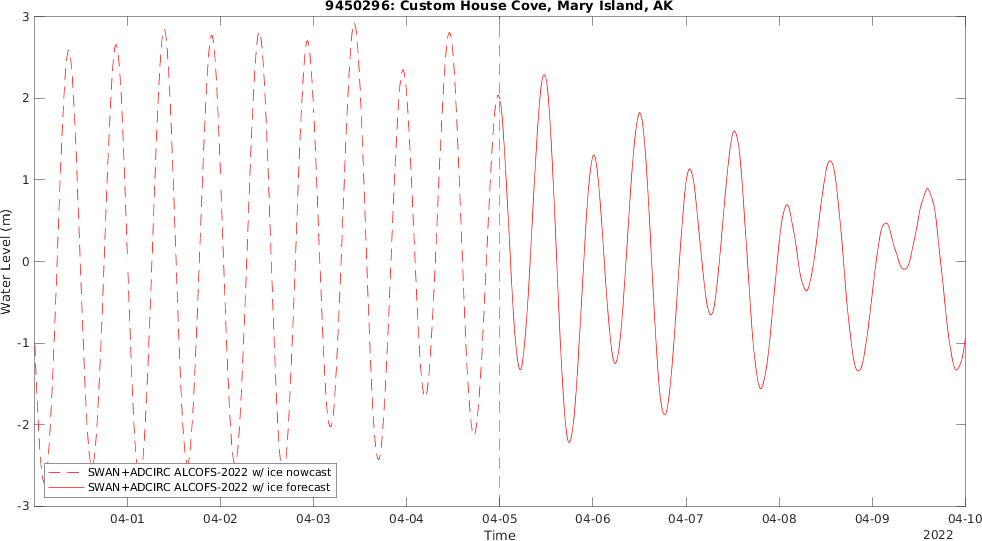 9450296: Custom House Cove, Mary Island, AK
3
2
1
0
-1
-2
-3
Water Level (m)
SWAN+ADCIRC ALCOFS-2022 w/ ice nowcast
SWAN+ADCIRC ALCOFS-2022 w/ ice forecast
04-01 04-02 04-03 04-04 04-05 04-06 04-07 04-08 04-09 04-10
Time
2022